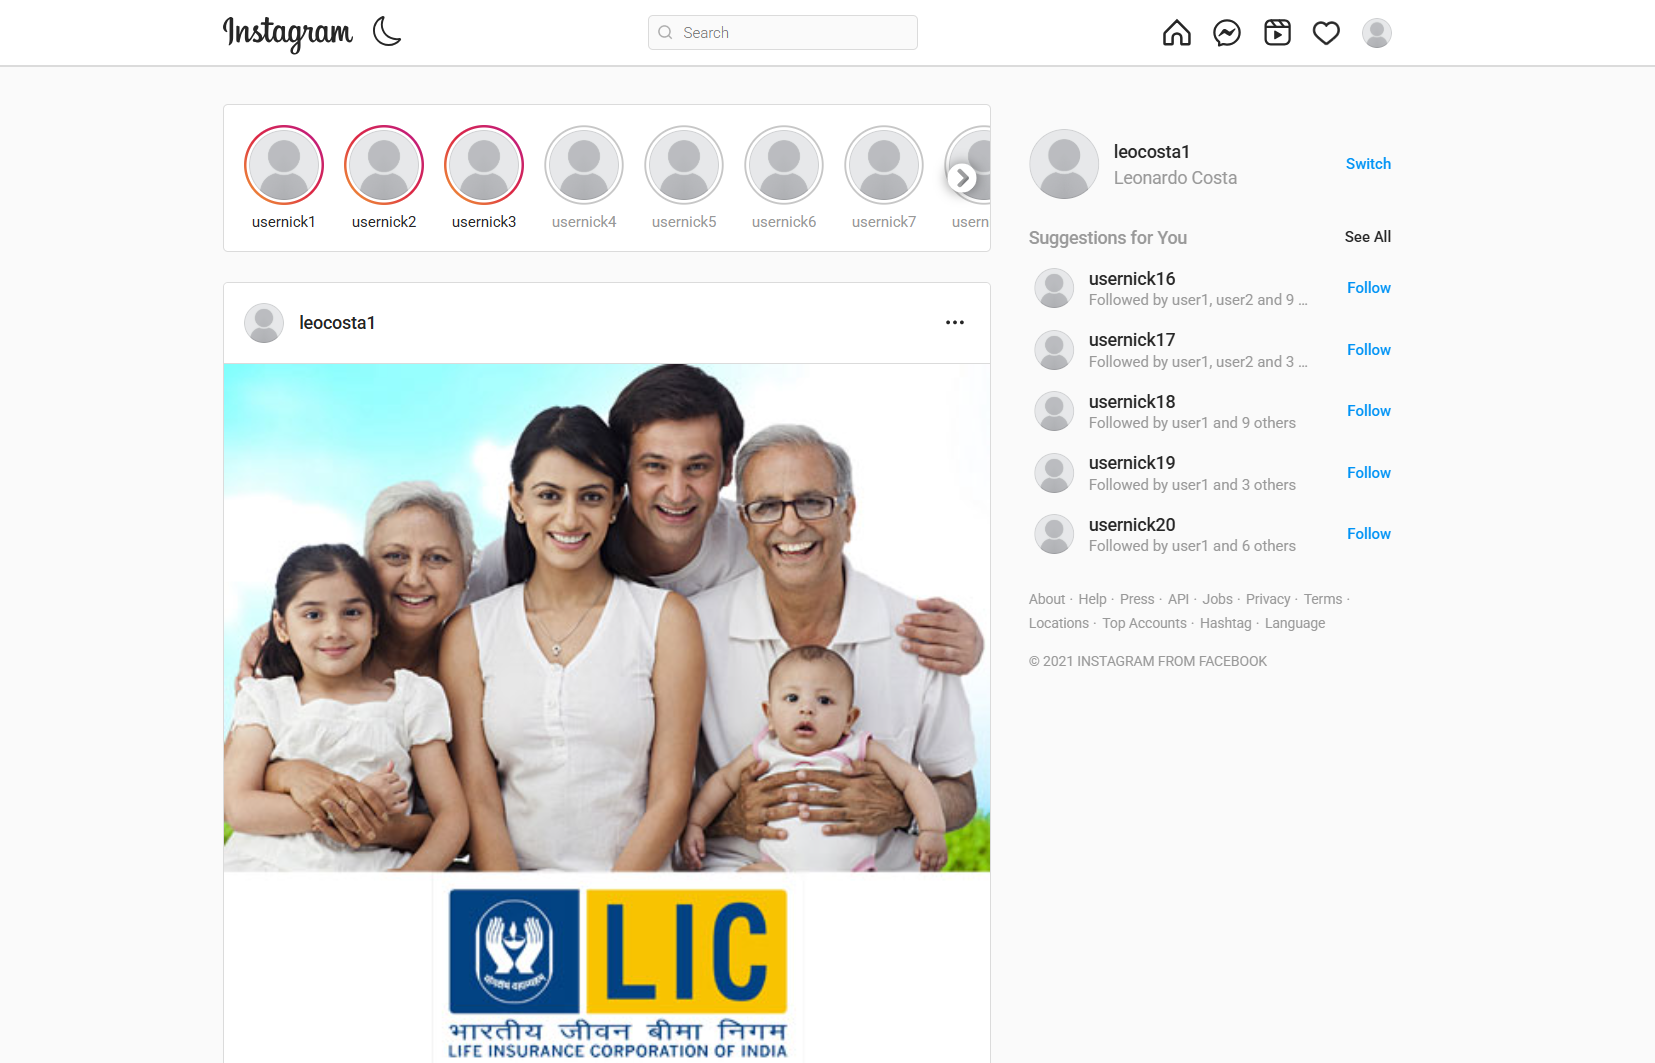 Instagram
Search
usernick1
usernick2
usernick3
usernick4
usernick5
usernick6
usernick7
usern
leocosta1
Leonardo Costa
Switch
Suggestions for You
See All
usernick16
Followed by user1, user2 and 9 ...
Follow
usernick17
Followed by user1, user2 and 3 ...
Follow
usernick18
Followed by user1 and 9 others
Follow
usernick19
Followed by user1 and 3 others
Follow
usernick20
Followed by user1 and 6 others
Follow
About · Help · Press · API · Jobs · Privacy · Terms ·
Locations · Top Accounts · Hashtag · Language
© 2021 INSTAGRAM FROM FACEBOOK
leocosta1
LIC
योगक्षेमं वहाम्यहम्
भारतीय जीवन बीमा निगम
LIFE INSURANCE CORPORATION OF INDIA